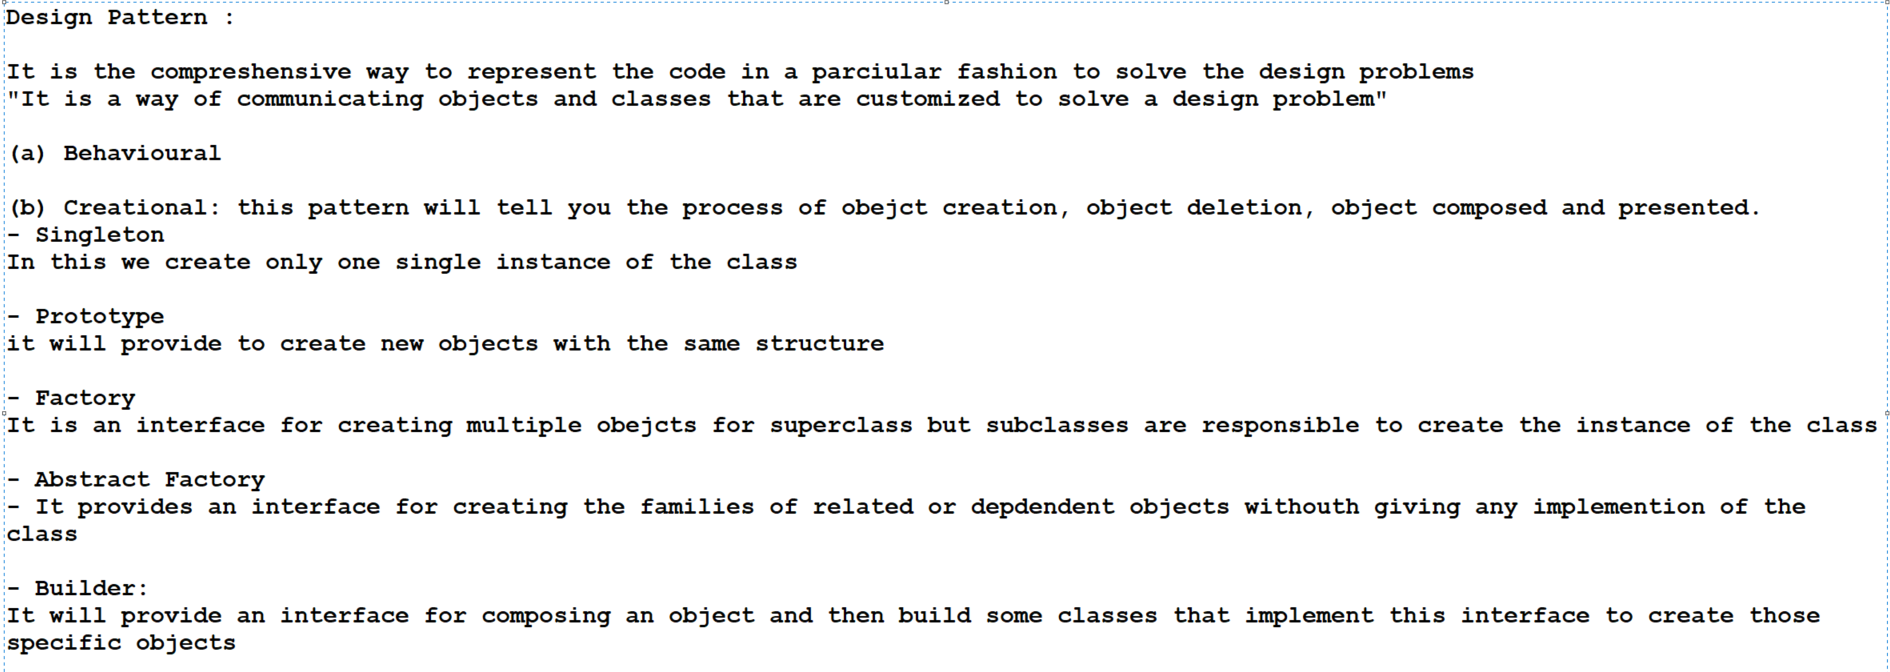 Design Pattern :
It is the compreshensive way to represent the code in a parciular fashion to solve the design problems
"It is a way of communicating objects and classes that are customized to solve a design problem"
(a) Behavioural
(b) Creational: this pattern will tell you the process of obejct creation, object deletion, object composed and presented.
- Singleton
In this we create only one single instance of the class
- Prototype
it will provide to create new objects with the same structure
- Factory
It is an interface for creating multiple obejcts for superclass but subclasses are responsible to create the instance of the class
- Abstract Factory
- It provides an interface for creating the families of related or depdendent objects withouth giving any implemention of the
class
- Builder:
It will provide an interface for composing an object and then build some classes that implement this interface to create those
specific objects